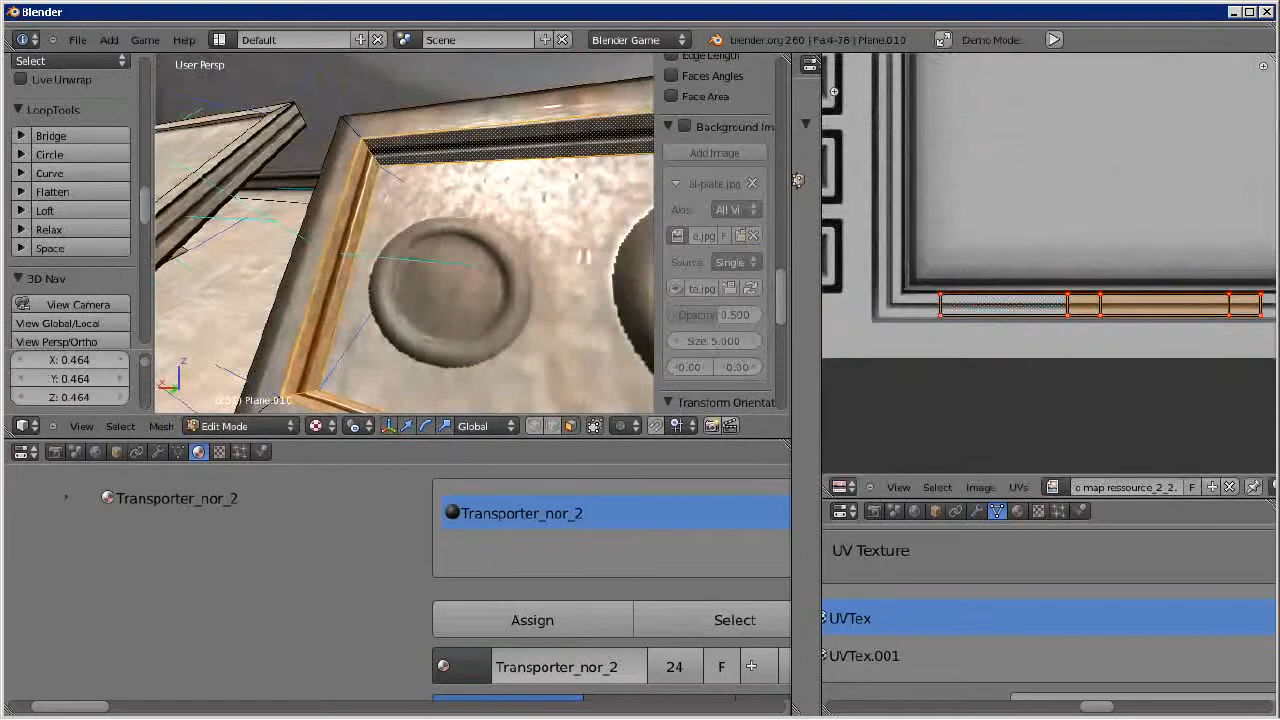 Blender
File Add Game Help Default Scene Blender Game blender.org 260 | Fa:4-78 | Plane.010 Demo Mode:
Select
Live Unwrap
LoopTools
Bridge
Circle
Curve
Flatten
Loft
Relax
Space
3D Nav
View Camera
View Global/Local
View Persp/Ortho
X: 0.464
Y: 0.464
Z: 0.464
User Persp
Plane.010
Edge Length
Faces Angles
Face Area
Background Im
Add Image
al-plate.jpg
Axis: All Vi
e.jpg F
Source: Single
te.jpg
Opacity 0.500
Size: 5.000
0.00 0.00
Transform Orientat
View Select Mesh Edit Mode Global
Transporter_nor_2
Transporter_nor_2
Assign Select
Transporter_nor_2 24 F
View Select Image UVs o map ressource_2_2. F
UV Texture
UVTex
UVTex.001